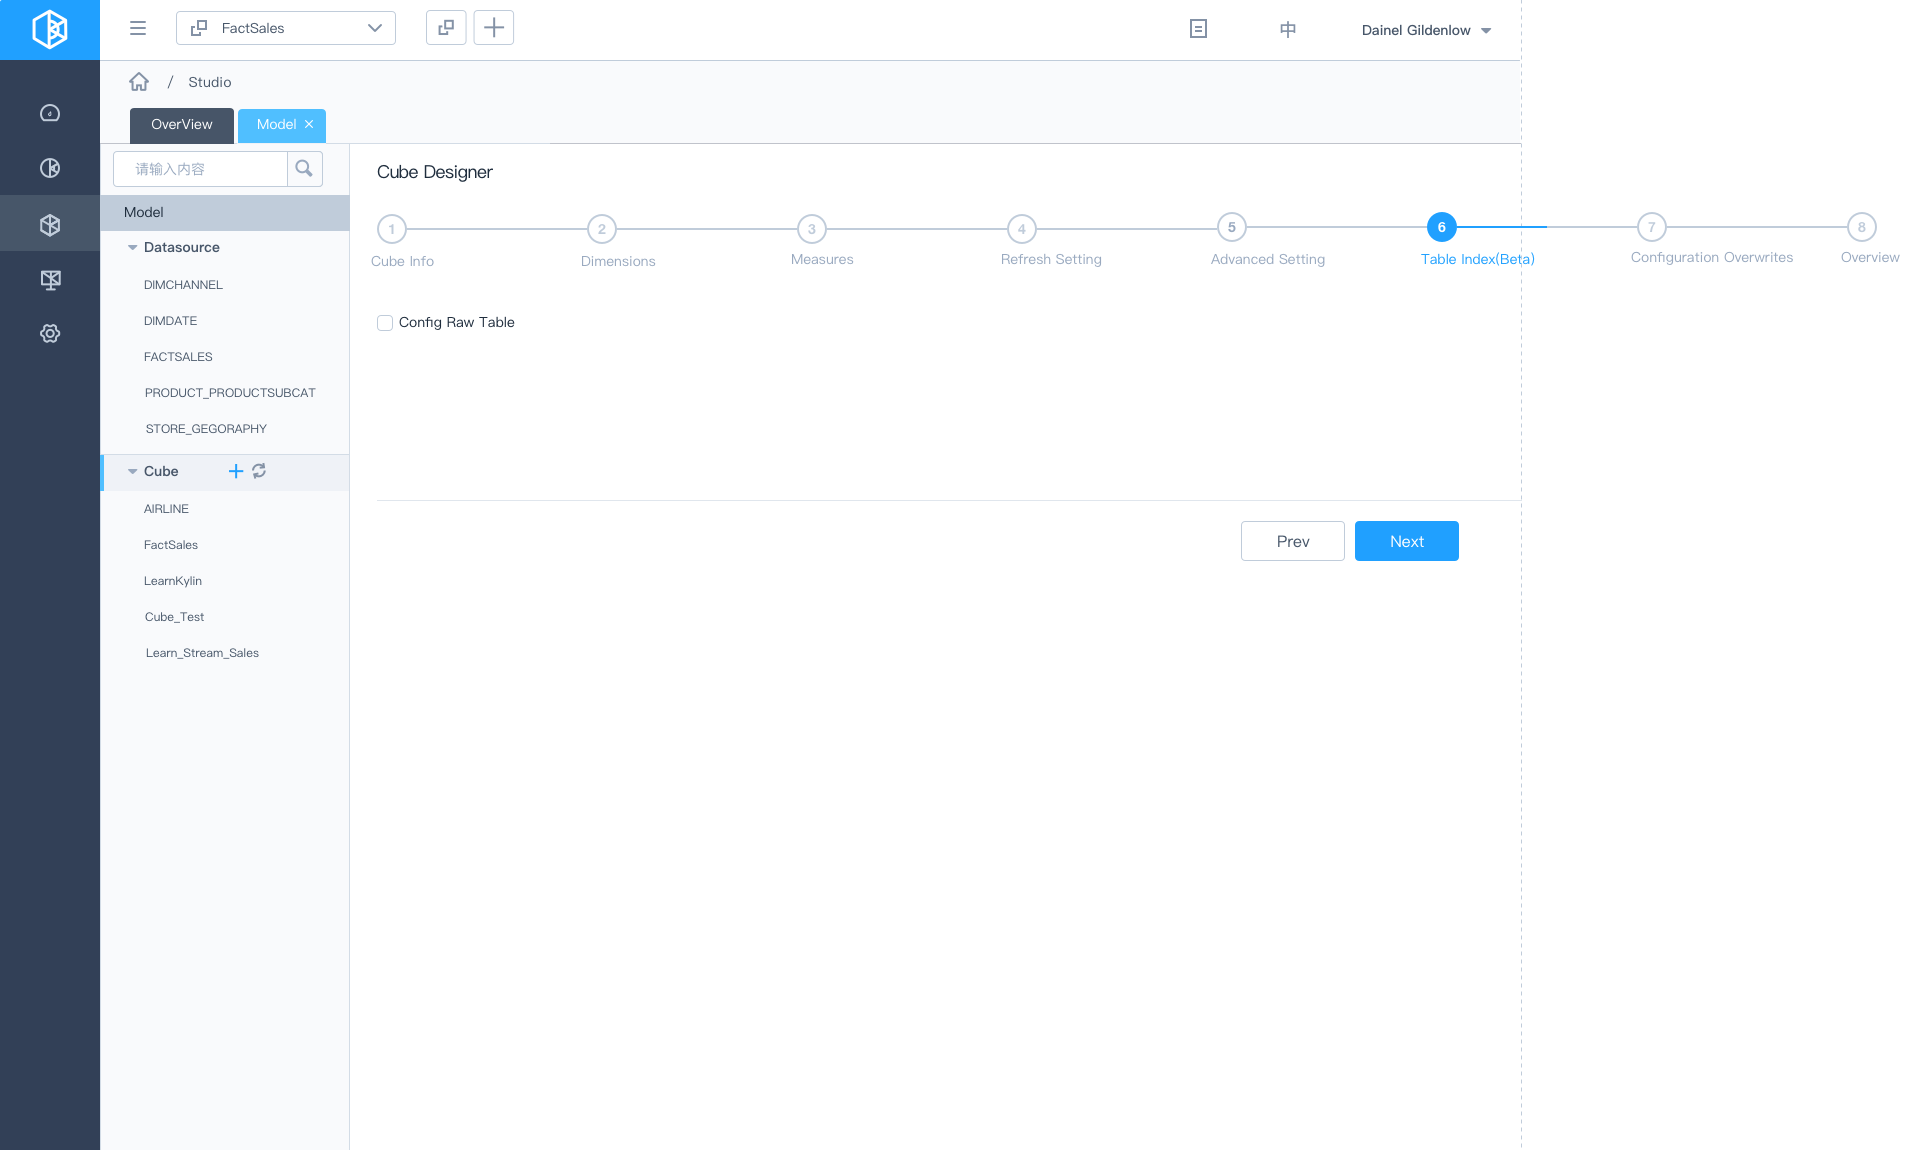 FactSales
中
Dainel Gildenlow
/ Studio
OverView
Model ×
请输入内容
Cube Designer
Model
1
2
3
4
5
6
7
8
Cube Info
Dimensions
Measures
Refresh Setting
Advanced Setting
Table Index(Beta)
Configuration Overwrites
Overview
Datasource
DIMCHANNEL
DIMDATE
FACTSALES
PRODUCT_PRODUCTSUBCAT
STORE_GEGORAPHY
Config Raw Table
Cube
AIRLINE
FactSales
LearnKylin
Cube_Test
Learn_Stream_Sales
Prev
Next